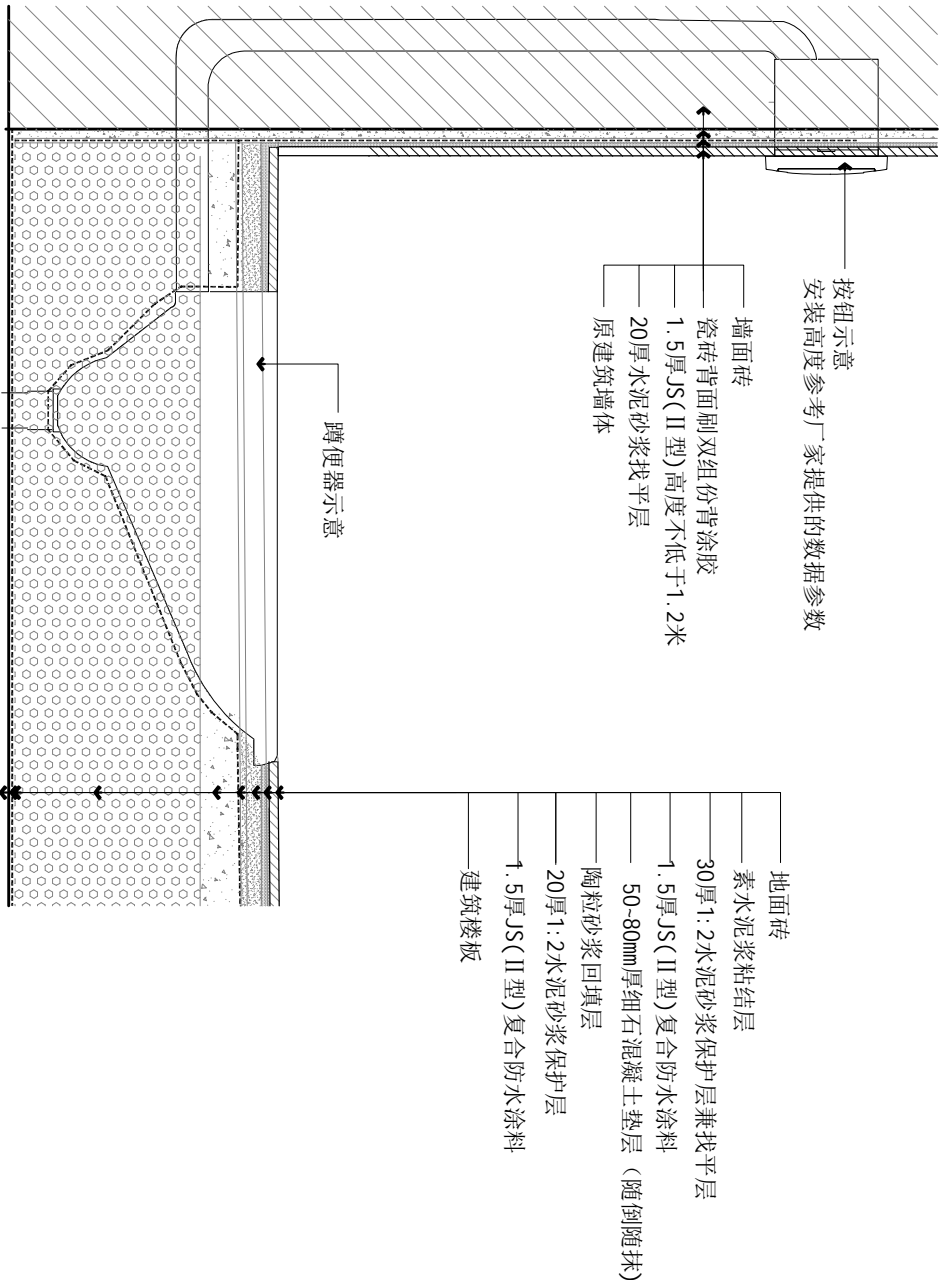 按钮示意
安装高度参考厂家提供的数据参数
墙面砖
瓷砖背面刷双组份背涂胶
1.5厚JS(II型)高度不低于1.2米
20厚水泥砂浆找平层
原建筑墙体
蹲便器示意
地面砖
素水泥浆粘结层
30厚1:2水泥砂浆保护层兼找平层
1.5厚JS(II型)复合防水涂料
50~80mm厚细石混凝土垫层（随倒随抹)
陶粒砂浆回填层
20厚1:2水泥砂浆保护层
1.5厚JS(II型)复合防水涂料
建筑楼板